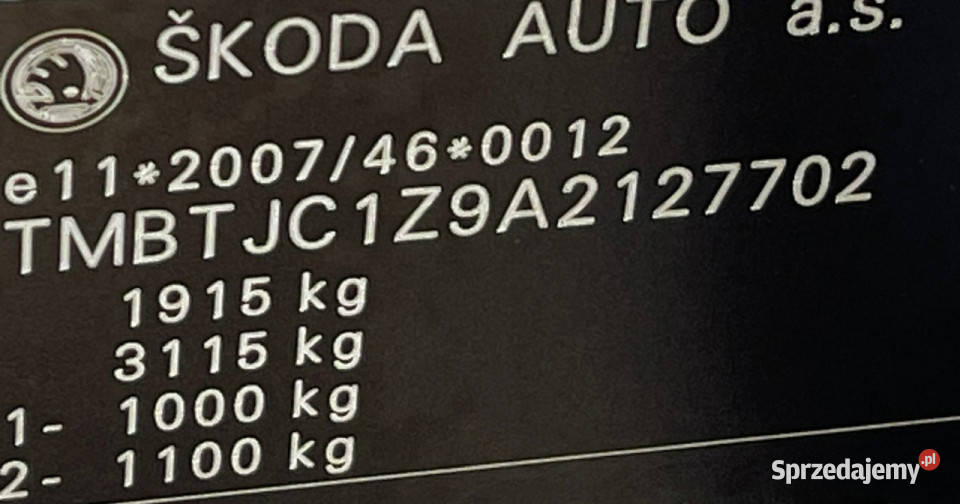 ŠKODA AUTO a.s.
e11*2007/46*0012
TMBTJC1Z9A2127702
1915 kg
3115 kg
1- 1000 kg
2- 1100 kg
Sprzedajemy.pl